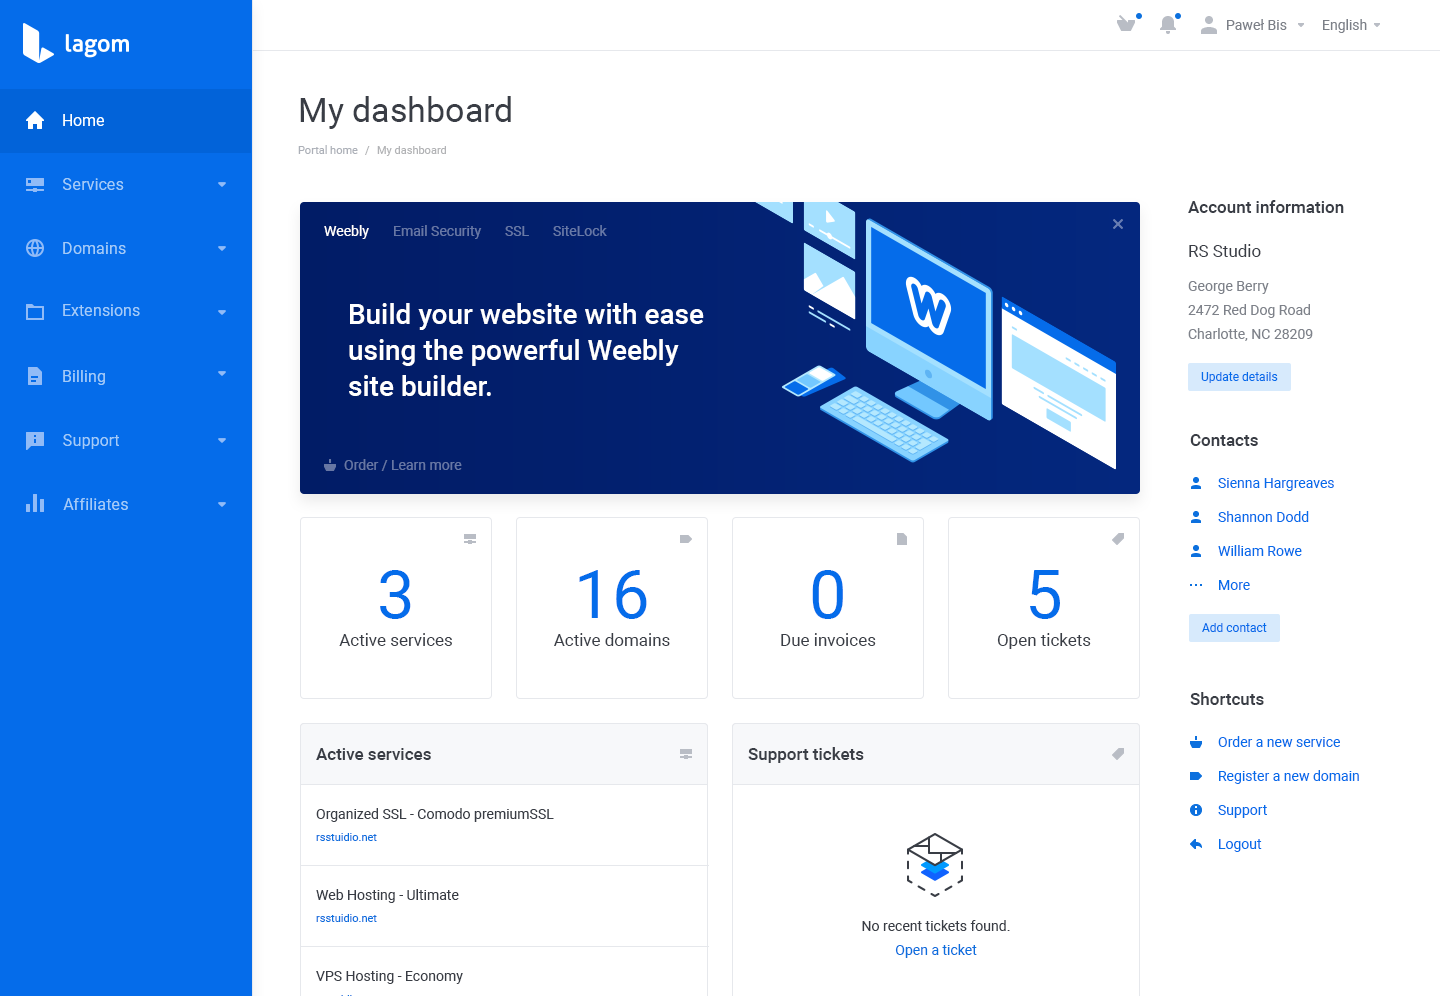 lagom
Home
Services
Domains
Extensions
Billing
Support
Affiliates
Paweł Bis
English
My dashboard
Portal home / My dashboard
Weebly Email Security SSL SiteLock
Build your website with ease
using the powerful Weebly
site builder.
Order / Learn more
W
3
Active services
16
Active domains
0
Due invoices
5
Open tickets
Active services
Organized SSL - Comodo premiumSSL
rsstuidio.net
Web Hosting - Ultimate
rsstuidio.net
VPS Hosting - Economy
Support tickets
No recent tickets found.
Open a ticket
Account information
RS Studio
George Berry
2472 Red Dog Road
Charlotte, NC 28209
Update details
Contacts
Sienna Hargreaves
Shannon Dodd
William Rowe
More
Add contact
Shortcuts
Order a new service
Register a new domain
Support
Logout